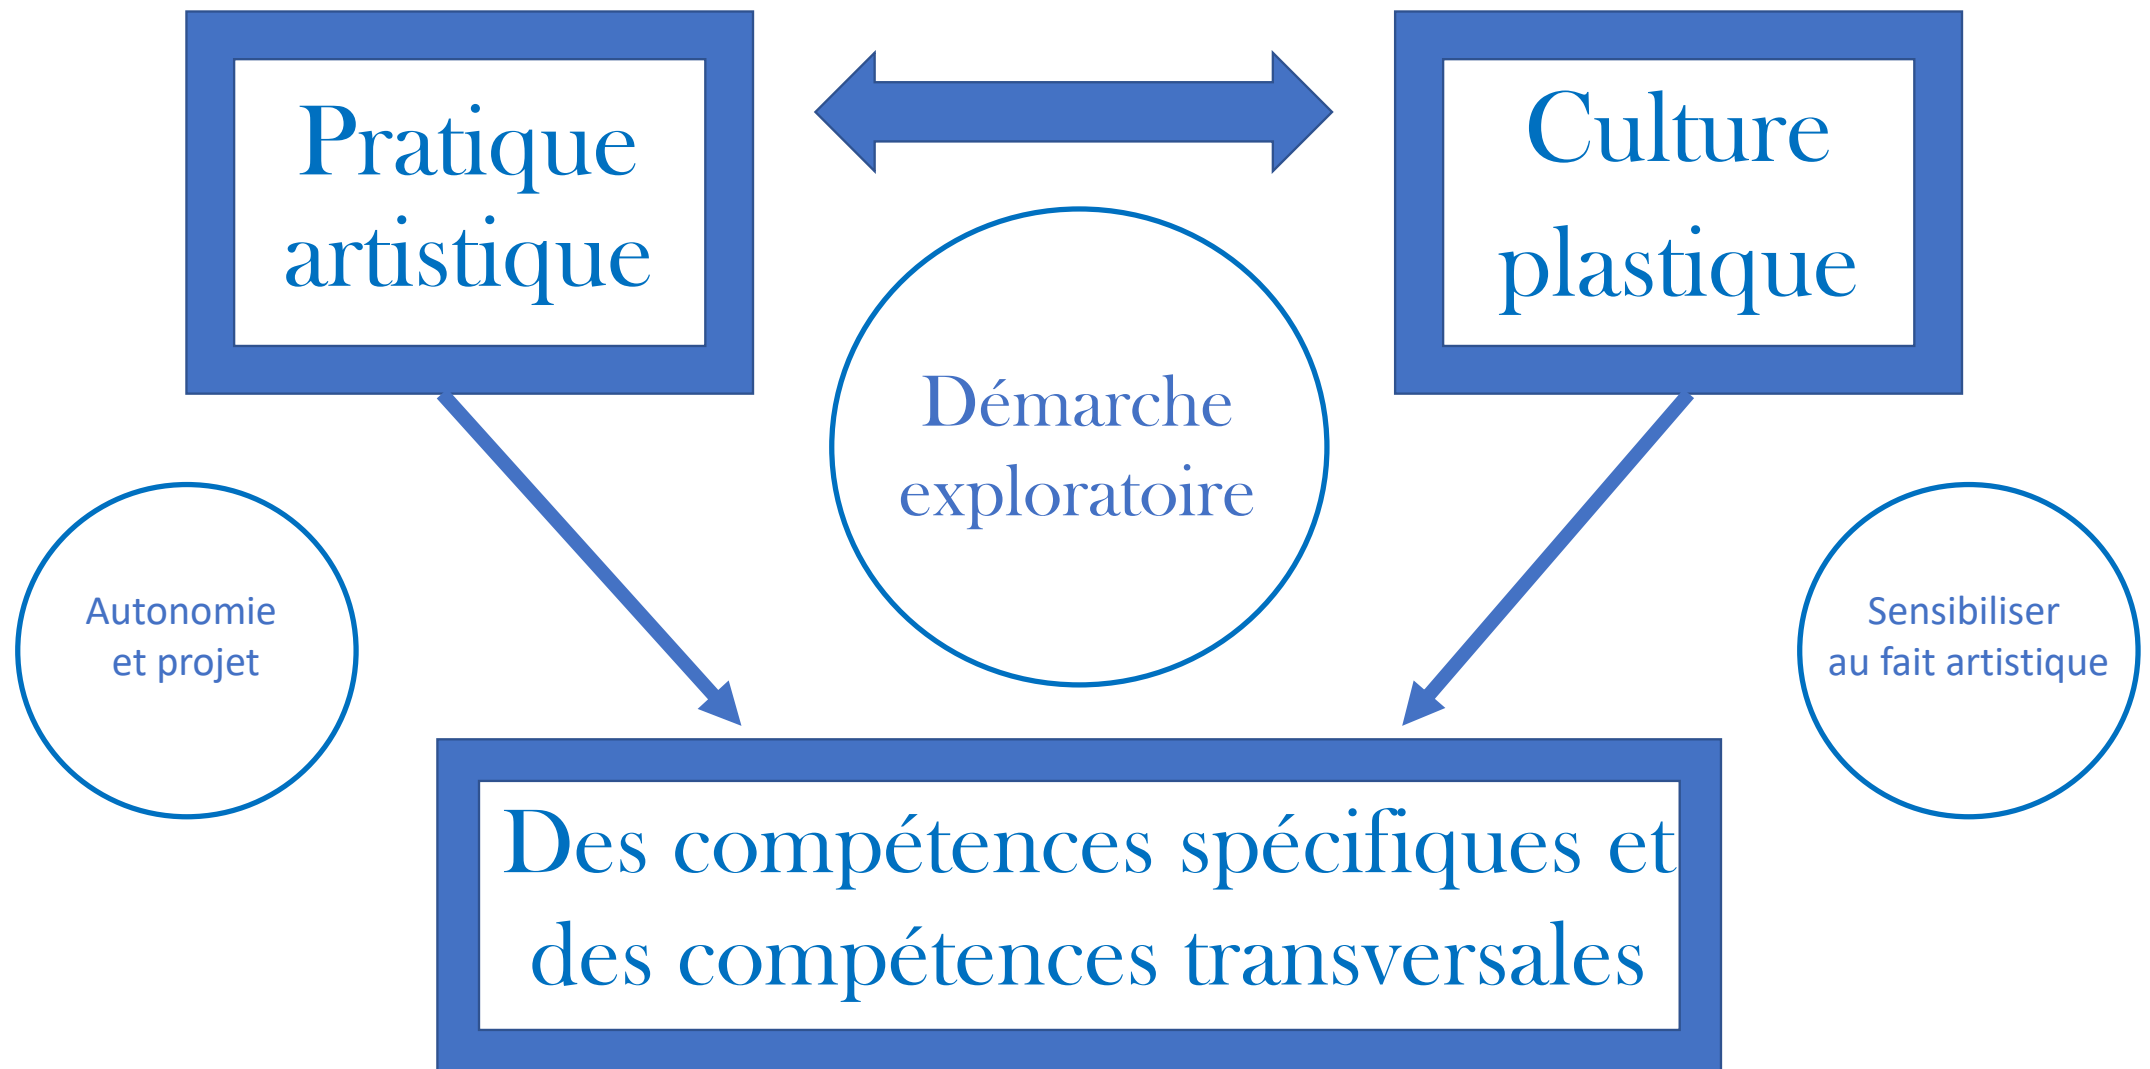 Pratique
artistique
Culture
plastique
Démarche
exploratoire
Autonomie
et projet
Sensibiliser
au fait artistique
Des compétences spécifiques et
des compétences transversales